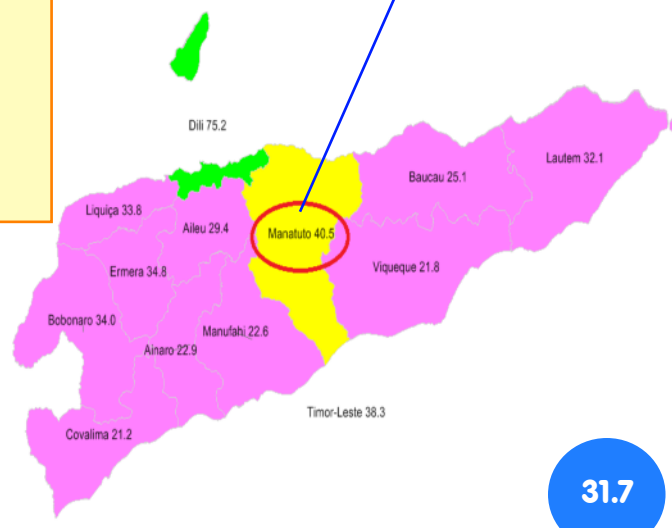 Dili 75.2
Lautem 32.1
Baucau 25.1
Liquiça 33.8
Aileu 29.4
Manatuto 40.5
Ermera 34.8
Viqueque 21.8
Bobonaro 34.0
Manufahi 22.6
Ainaro 22.9
Timor-Leste 38.3
Covalima 21.2
31.7